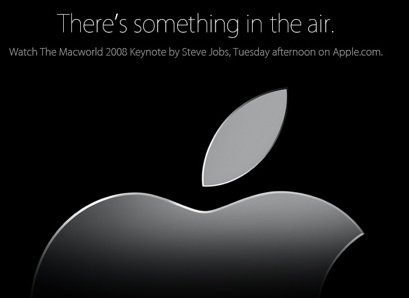 There's something in the air.
Watch The Macworld 2008 Keynote by Steve Jobs, Tuesday afternoon on Apple.com.